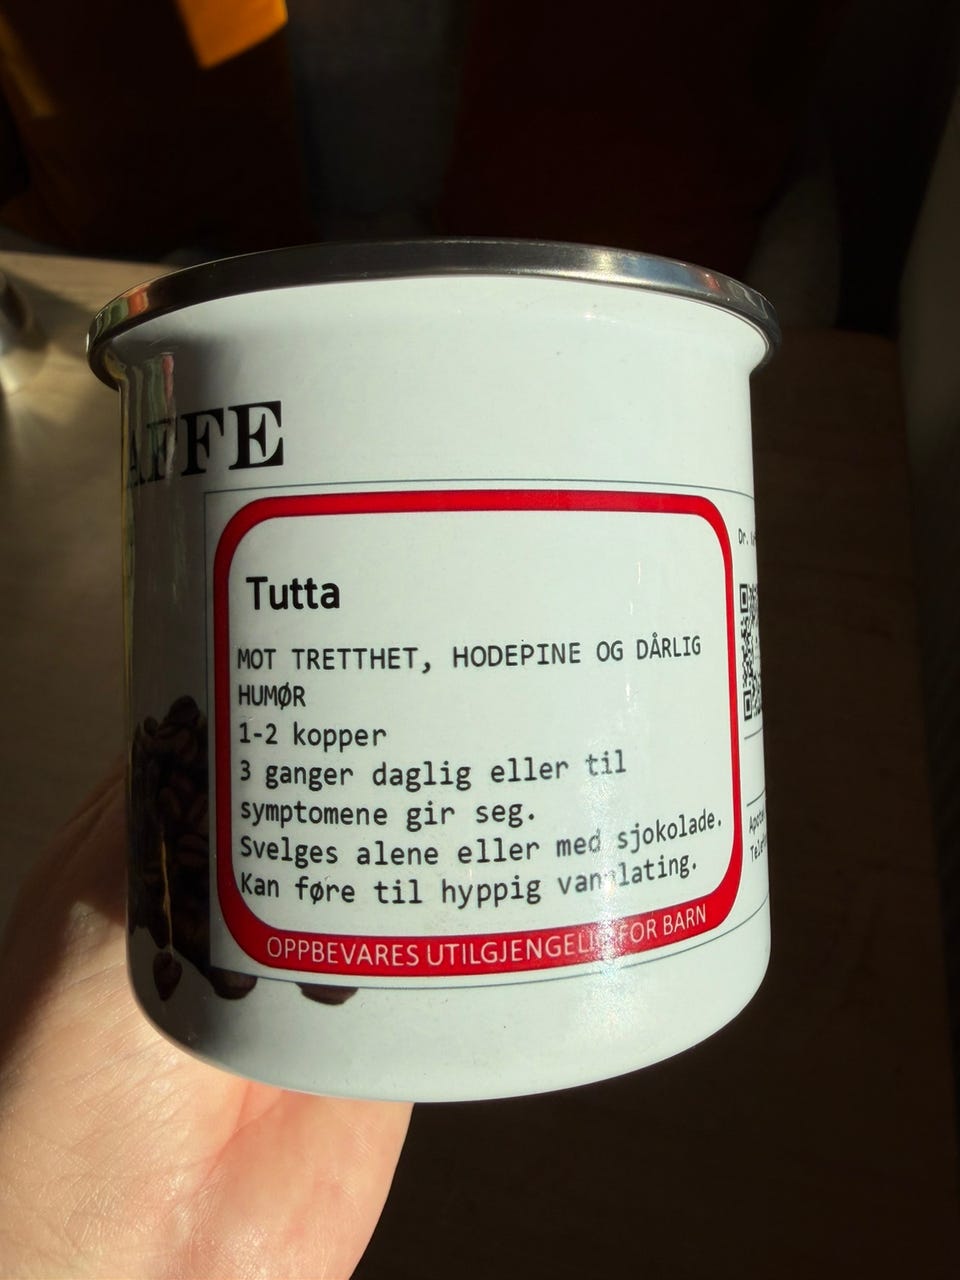 AFFE
Tutta
MOT TRETTHET, HODEPINE OG DÅRLIG
HUMØR
1-2 kopper
3 ganger daglig eller til
symptomene gir seg.
Svelges alene eller med sjokolade.
Kan føre til hyppig vannlating.
OPPBEVARES UTILGJENGELIG FOR BARN
Dr.